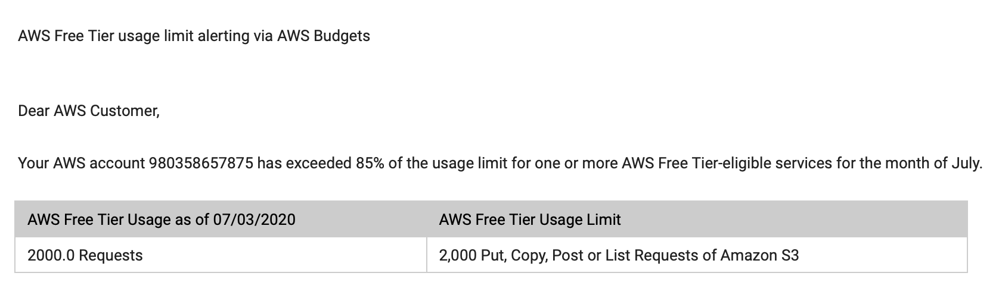 AWS Free Tier usage limit alerting via AWS Budgets
Dear AWS Customer,
Your AWS account 980358657875 has exceeded 85% of the usage limit for one or more AWS Free Tier-eligible services for the month of July.
AWS Free Tier Usage as of 07/03/2020 AWS Free Tier Usage Limit
2000.0 Requests 2,000 Put, Copy, Post or List Requests of Amazon S3